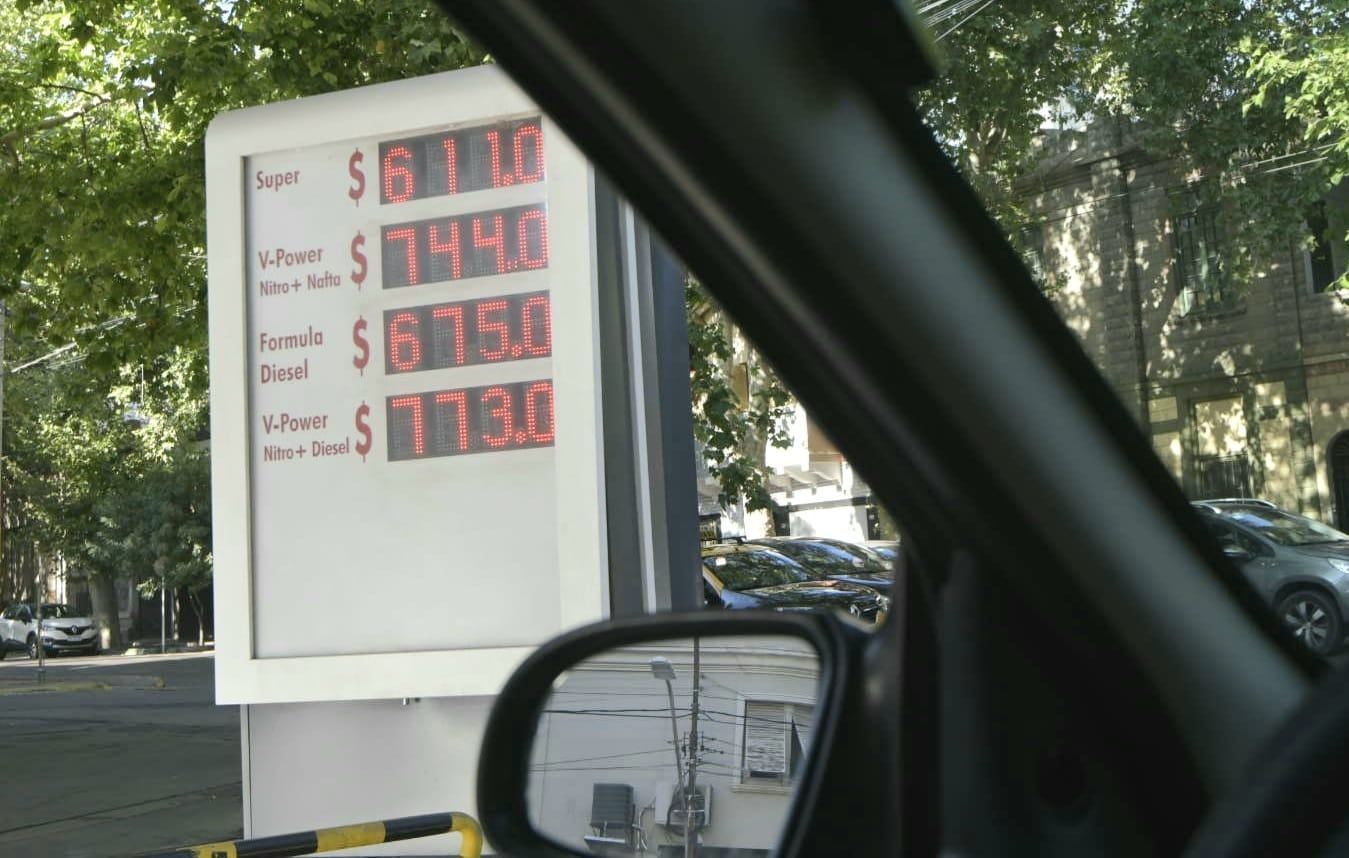 Super $ 611.0
V-Power $ 744.0
Nitro+ Nafta
Formula $ 675.0
Diesel
V-Power $ 773.0
Nitro+ Diesel